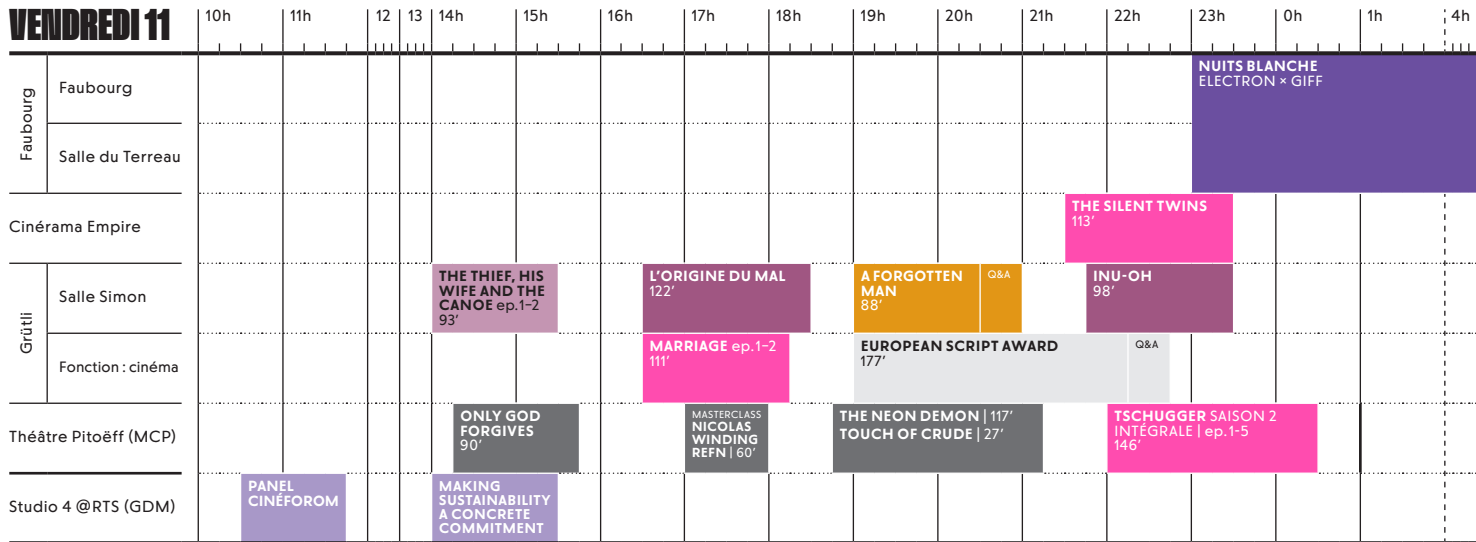 VENDREDI 11
10h 11h 12 13 14h 15h 16h 17h 18h 19h 20h 21h 22h 23h 0h 1h 4h
Faubourg
Faubourg
Salle du Terreau
NUITS BLANCHE
ELECTRON × GIFF
Cinérama Empire
THE SILENT TWINS
113’
Grütli
Salle Simon
THE THIEF, HIS
WIFE AND THE
CANOE ep.1-2
93’
L’ORIGINE DU MAL
122’
A FORGOTTEN
MAN
88’
Q&A
INU-OH
98’
Fonction : cinéma
MARRIAGE ep.1-2
111’
EUROPEAN SCRIPT AWARD
177’
Q&A
Théâtre Pitoëff (MCP)
ONLY GOD
FORGIVES
90’
MASTERCLASS
NICOLAS
WINDING
REFN | 60’
THE NEON DEMON | 117’
TOUCH OF CRUDE | 27’
TSCHUGGER SAISON 2
INTÉGRALE | ep.1-5
146’
Studio 4 @RTS (GDM)
PANEL
CINÉFOROM
MAKING
SUSTAINABILITY
A CONCRETE
COMMITMENT